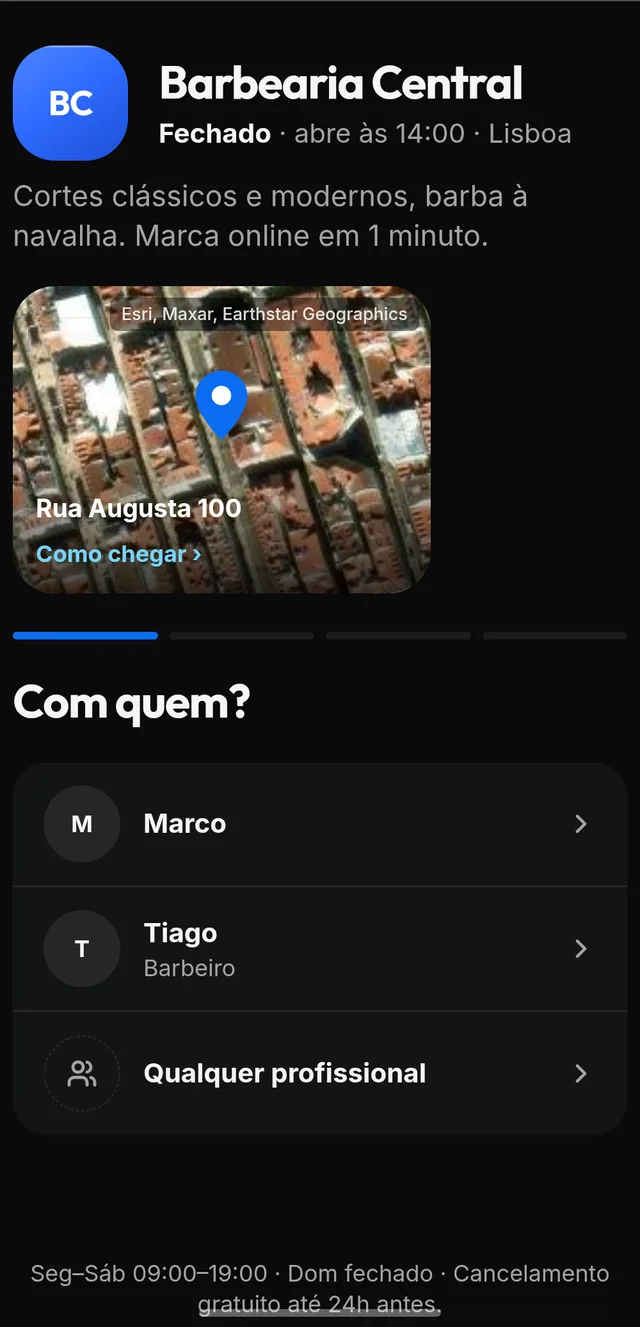 BC
Barbearia Central
Fechado · abre às 14:00 · Lisboa
Cortes clássicos e modernos, barba à
navalha. Marca online em 1 minuto.
Esri, Maxar, Earthstar Geographics
Rua Augusta 100
Como chegar ›
Com quem?
M
Marco
T
Tiago
Barbeiro
Qualquer profissional
Seg–Sáb 09:00–19:00 · Dom fechado · Cancelamento
gratuito até 24h antes.